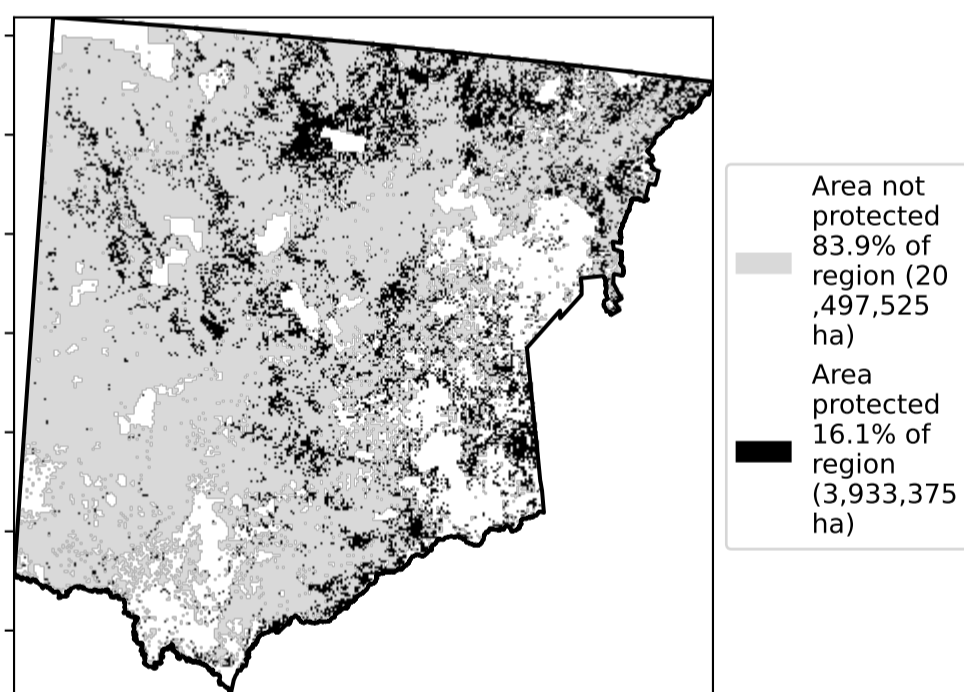 Area not
protected
83.9% of
region (20
,497,525
ha)
Area
protected
16.1% of
region
(3,933,375
ha)